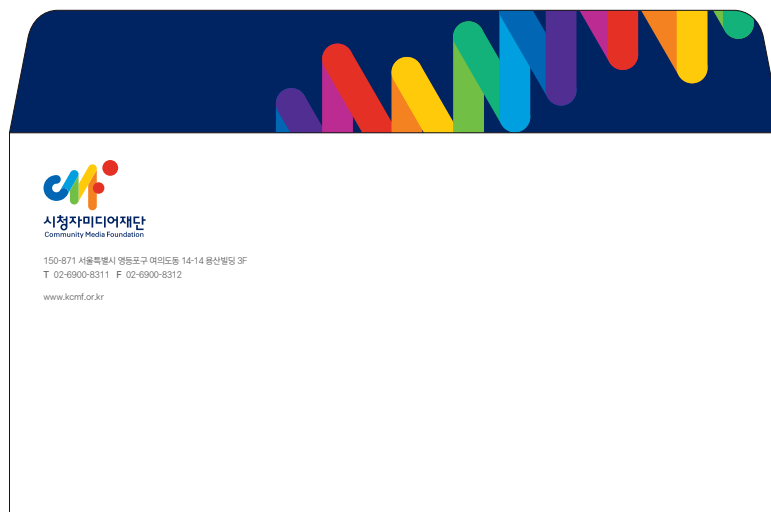 시청자미디어재단
Community Media Foundation
150-871 서울특별시 영등포구 여의도동 14-14 용산빌딩 3F
T 02-6900-8311 F 02-6900-8312
www.kcmf.or.kr